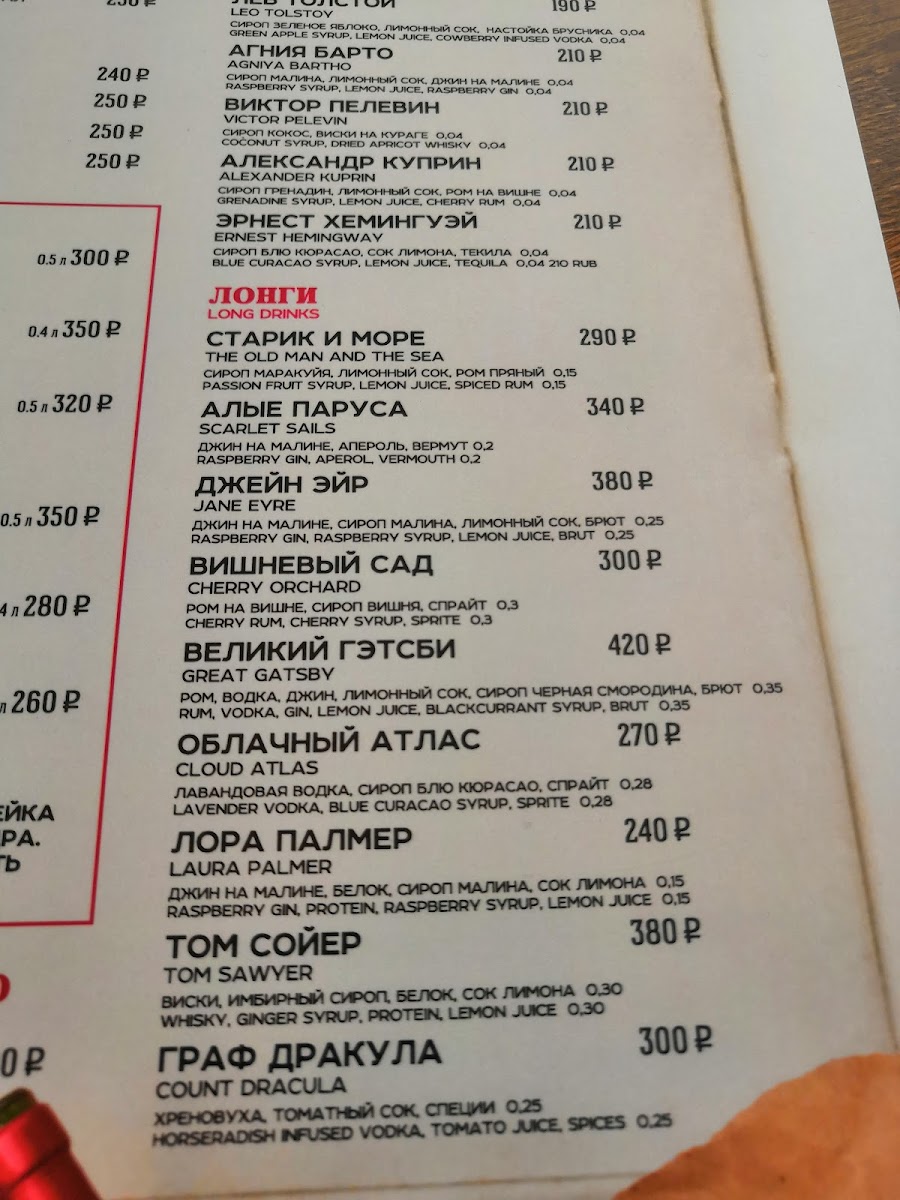 250 ₽
240 ₽
250 ₽
250 ₽
250 ₽
0.5 л 300 ₽
0.4 л 350 ₽
0.5 л 320 ₽
0.5 л 350 ₽
4 л 280 ₽
л 260 ₽
ЕЙКА
РА.
ТЬ
0 ₽
ЛЕВ ТОЛСТОЙ 190 ₽
LEO TOLSTOY
СИРОП ЗЕЛЕНОЕ ЯБЛОКО, ЛИМОННЫЙ СОК, НАСТОЙКА БРУСНИКА 0,04
GREEN APPLE SYRUP, LEMON JUICE, COWBERRY INFUSED VODKA 0,04
АГНИЯ БАРТО 210 ₽
AGNIYA BARTHO
СИРОП МАЛИНА, ЛИМОННЫЙ СОК, ДЖИН НА МАЛИНЕ 0,04
RASPBERRY SYRUP, LEMON JUICE, RASPBERRY GIN 0,04
ВИКТОР ПЕЛЕВИН 210 ₽
VICTOR PELEVIN
СИРОП КОКОС, ВИСКИ НА КУРАГЕ 0,04
COCONUT SYRUP, DRIED APRICOT WHISKY 0,04
АЛЕКСАНДР КУПРИН 210 ₽
ALEXANDER KUPRIN
СИРОП ГРЕНАДИН, ЛИМОННЫЙ СОК, РОМ НА ВИШНЕ 0,04
GRENADINE SYRUP, LEMON JUICE, CHERRY RUM 0,04
ЭРНЕСТ ХЕМИНГУЭЙ 210 ₽
ERNEST HEMINGWAY
СИРОП БЛЮ КЮРАСАО, СОК ЛИМОНА, ТЕКИЛА 0,04
BLUE CURACAO SYRUP, LEMON JUICE, TEQUILA 0,04 210 RUB
ЛОНГИ
LONG DRINKS
СТАРИК И МОРЕ 290 ₽
THE OLD MAN AND THE SEA
СИРОП МАРАКУЙЯ, ЛИМОННЫЙ СОК, РОМ ПРЯНЫЙ 0,15
PASSION FRUIT SYRUP, LEMON JUICE, SPICED RUM 0,15
АЛЫЕ ПАРУСА 340 ₽
SCARLET SAILS
ДЖИН НА МАЛИНЕ, АПЕРОЛЬ, ВЕРМУТ 0,2
RASPBERRY GIN, APEROL, VERMOUTH 0,2
ДЖЕЙН ЭЙР 380 ₽
JANE EYRE
ДЖИН НА МАЛИНЕ, СИРОП МАЛИНА, ЛИМОННЫЙ СОК, БРЮТ 0,25
RASPBERRY GIN, RASPBERRY SYRUP, LEMON JUICE, BRUT 0,25
ВИШНЕВЫЙ САД 300 ₽
CHERRY ORCHARD
РОМ НА ВИШНЕ, СИРОП ВИШНЯ, СПРАЙТ 0,3
CHERRY RUM, CHERRY SYRUP, SPRITE 0,3
ВЕЛИКИЙ ГЭТСБИ 420 ₽
GREAT GATSBY
РОМ, ВОДКА, ДЖИН, ЛИМОННЫЙ СОК, СИРОП ЧЕРНАЯ СМОРОДИНА, БРЮТ 0,35
RUM, VODKA, GIN, LEMON JUICE, BLACKCURRANT SYRUP, BRUT 0,35
ОБЛАЧНЫЙ АТЛАС 270 ₽
CLOUD ATLAS
ЛАВАНДОВАЯ ВОДКА, СИРОП БЛЮ КЮРАСАО, СПРАЙТ 0,28
LAVENDER VODKA, BLUE CURACAO SYRUP, SPRITE 0,28
ЛОРА ПАЛМЕР 240 ₽
LAURA PALMER
ДЖИН НА МАЛИНЕ, БЕЛОК, СИРОП МАЛИНА, СОК ЛИМОНА 0,15
RASPBERRY GIN, PROTEIN, RASPBERRY SYRUP, LEMON JUICE 0,15
ТОМ СОЙЕР 380 ₽
TOM SAWYER
ВИСКИ, ИМБИРНЫЙ СИРОП, БЕЛОК, СОК ЛИМОНА 0,30
WHISKY, GINGER SYRUP, PROTEIN, LEMON JUICE 0,30
ГРАФ ДРАКУЛА 300 ₽
COUNT DRACULA
ХРЕНОВУХА, ТОМАТНЫЙ СОК, СПЕЦИИ 0,25
HORSERADISH INFUSED VODKA, TOMATO JUICE, SPICES 0,25